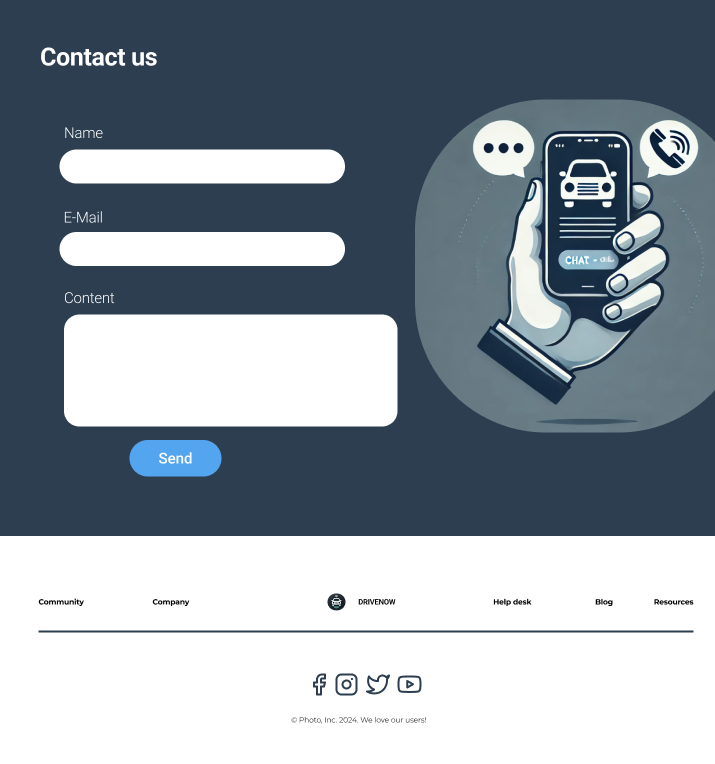 Contact us
Name
E-Mail
Content
CHAT -
Send
Community Company DRIVENOW Help desk Blog Resources
© Photo, Inc. 2024. We love our users!